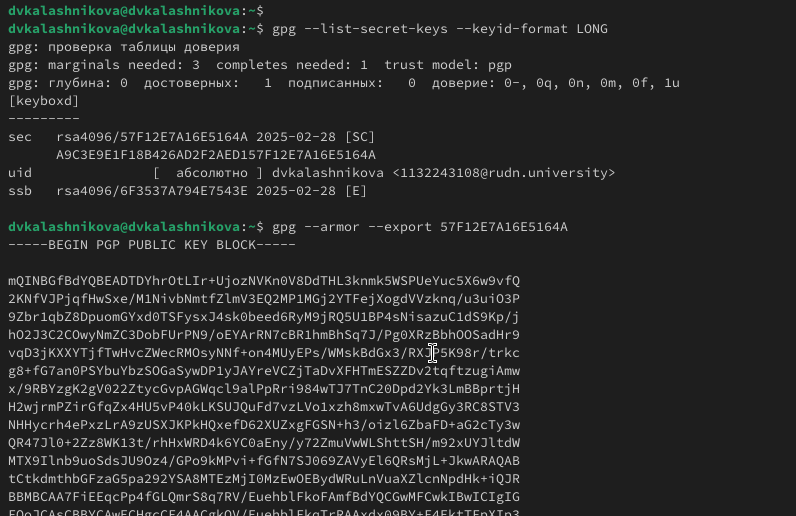 dvkalashnikova@dvkalashnikova:~$
dvkalashnikova@dvkalashnikova:~$ gpg --list-secret-keys --keyid-format LONG
gpg: проверка таблицы доверия
gpg: marginals needed: 3  completes needed: 1  trust model: pgp
gpg: глубина: 0  достоверных:   1  подписанных:   0  доверие: 0-, 0q, 0n, 0m, 0f, 1u
[keyboxd]
---------
sec   rsa4096/57F12E7A16E5164A 2025-02-28 [SC]
      A9C3E9E1F18B426AD2F2AED157F12E7A16E5164A
uid               [  абсолютно ] dvkalashnikova <1132243108@rudn.university>
ssb   rsa4096/6F3537A794E7543E 2025-02-28 [E]
dvkalashnikova@dvkalashnikova:~$ gpg --armor --export 57F12E7A16E5164A
-----BEGIN PGP PUBLIC KEY BLOCK-----
mQINBGfBdYQBEADTDYhrOtLIr+UjozNVKn0V8DdTHL3knmk5WSPUeYuc5X6w9vfQ
2KNfVJPjqfHwSxe/M1NivbNmtfZlmV3EQ2MP1MGj2YTFejXogdVVzknq/u3uiO3P
9Zbr1qbZ8DpuomGYxd0TSFysxJ4sk0beed6RyM9jRQ5U1BP4sNisazuC1dS9Kp/j
hO2J3C2COwyNmZC3DobFUrPN9/oEYArRN7cBR1hmBhSq7J/Pg0XRzBbhOOSadHr9
vqD3jKXXYTjfTwHvcZWecRMOsyNNf+on4MUyEPs/WMskBdGx3/RXJP5K98r/trkc
g8+fG7an0PSYbuYbzSOGaSywDP1yJAYreVCZjTaDvXFHTmESZZDv2tqftzugiAmw
x/9RBYzgK2gV022ZtycGvpAGWqcl9alPpRri984wTJ7TnC20Dpd2Yk3LmBBprtjH
H2wjrmPZirGfqZx4HU5vP40kLKSUJQuFd7vzLVo1xzh8mxwTvA6UdgGy3RC8STV3
NHHycrh4ePxzLrA9zUSXJKPkHQxefD62XUZxgFGSN+h3/oizl6ZbaFD+aG2cTy3w
QR47Jl0+2Zz8WK13t/rhHxWRD4k6YC0aEny/y72ZmuVwWLShttSH/m92xUYJltdW
MTX9Ilnb9uoSdsJU9Oz4/GPo9kMPvi+fGfN7SJ069ZAVyEl6QRsMjL+JkwARAQAB
tCtkdmthbGFzaG5pa292YSA8MTEzMjI0MzEwOEBydWRuLnVuaXZlcnNpdHk+iQJR
BBMBCAA7FiEEqcPp4fGLQmrS8q7RV/EuehblFkoFAmfBdYQCGwMFCwkIBwICIgIG